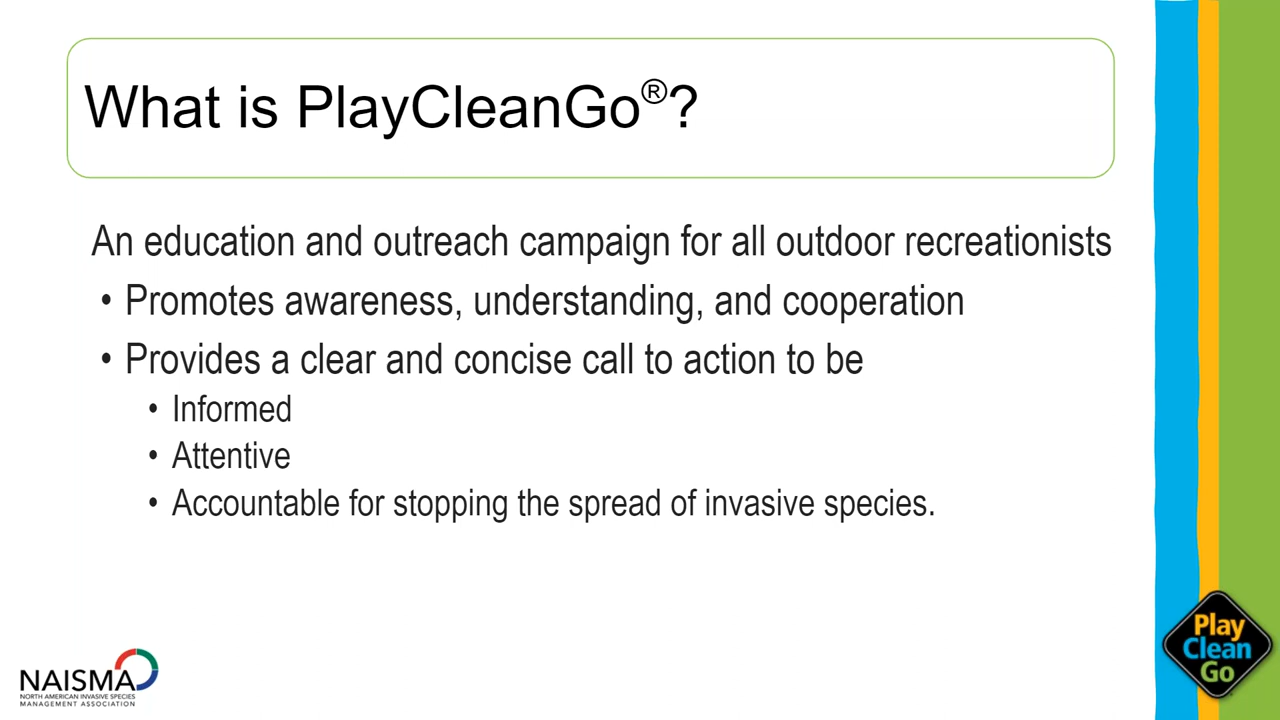 What is PlayCleanGo®?
An education and outreach campaign for all outdoor recreationists
• Promotes awareness, understanding, and cooperation
• Provides a clear and concise call to action to be
• Informed
• Attentive
• Accountable for stopping the spread of invasive species.
NAISMA
NORTH AMERICAN INVASIVE SPECIES
MANAGEMENT ASSOCIATION
Play
Clean
Go